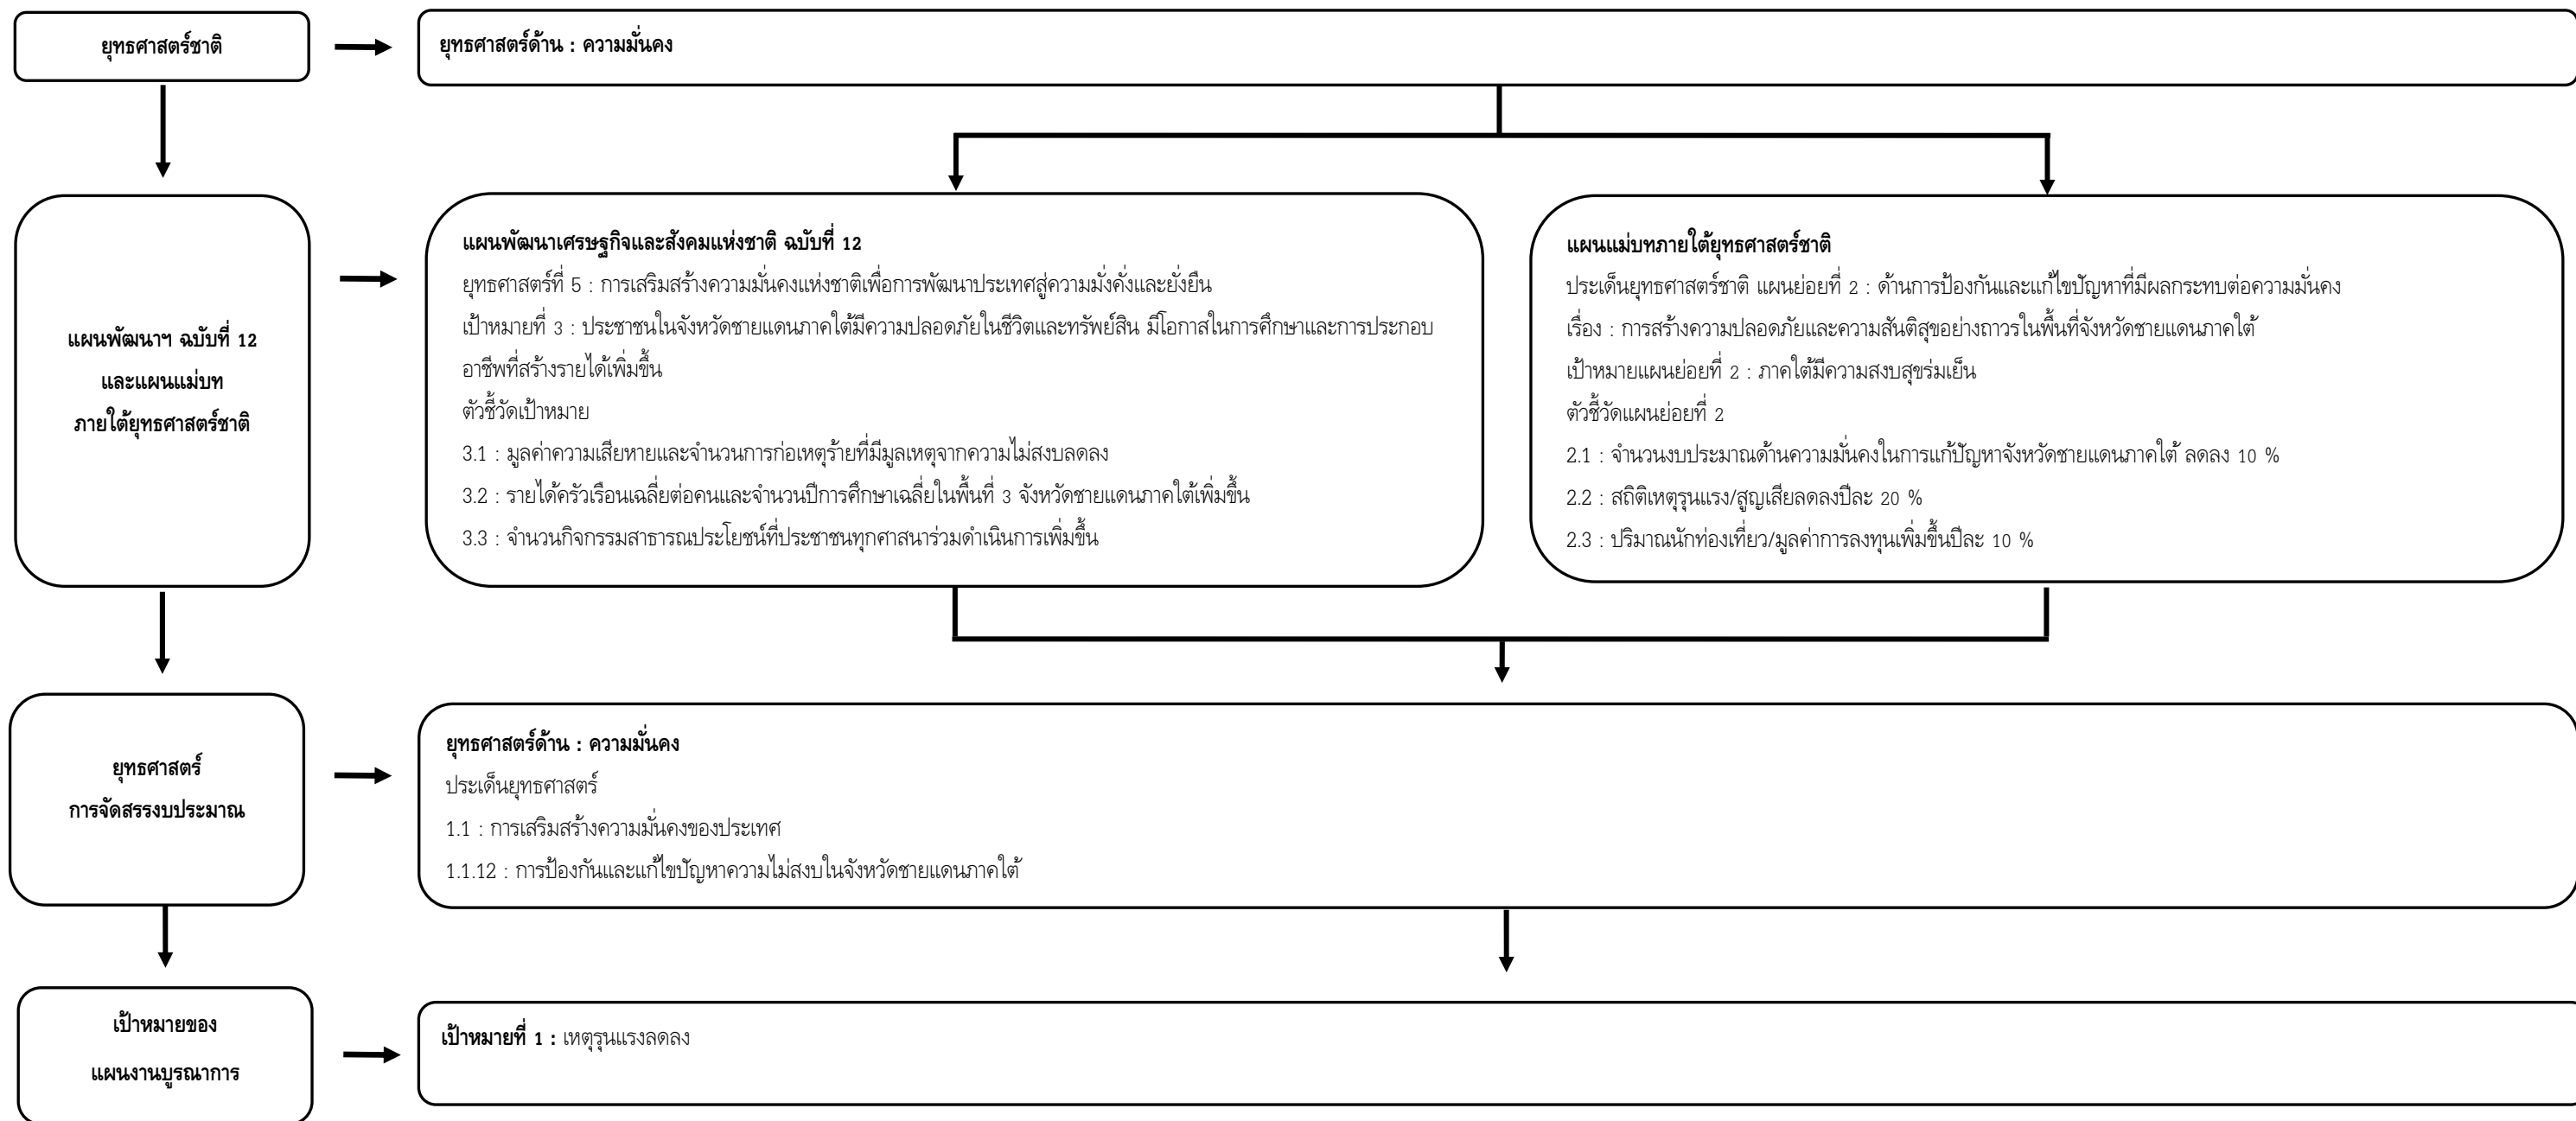 ยุทธศาสตร์ชาติ
ยุทธศาสตร์ด้าน : ความมั่นคง
แผนพัฒนาฯ ฉบับที่ 12
และแผนแม่บท
ภายใต้ยุทธศาสตร์ชาติ
แผนพัฒนาเศรษฐกิจและสังคมแห่งชาติ ฉบับที่ 12
ยุทธศาสตร์ที่ 5 : การเสริมสร้างความมั่นคงแห่งชาติเพื่อการพัฒนาประเทศสู่ความมั่งคั่งและยั่งยืน
เป้าหมายที่ 3 : ประชาชนในจังหวัดชายแดนภาคใต้มีความปลอดภัยในชีวิตและทรัพย์สิน มีโอกาสในการศึกษาและการประกอบ
อาชีพที่สร้างรายได้เพิ่มขึ้น
ตัวชี้วัดเป้าหมาย
3.1 : มูลค่าความเสียหายและจำนวนการก่อเหตุร้ายที่มีมูลเหตุจากความไม่สงบลดลง
3.2 : รายได้ครัวเรือนเฉลี่ยต่อคนและจำนวนปีการศึกษาเฉลี่ยในพื้นที่ 3 จังหวัดชายแดนภาคใต้เพิ่มขึ้น
3.3 : จำนวนกิจกรรมสาธารณประโยชน์ที่ประชาชนทุกศาสนาร่วมดำเนินการเพิ่มขึ้น
แผนแม่บทภายใต้ยุทธศาสตร์ชาติ
ประเด็นยุทธศาสตร์ชาติ แผนย่อยที่ 2 : ด้านการป้องกันและแก้ไขปัญหาที่มีผลกระทบต่อความมั่นคง
เรื่อง : การสร้างความปลอดภัยและความสันติสุขอย่างถาวรในพื้นที่จังหวัดชายแดนภาคใต้
เป้าหมายแผนย่อยที่ 2 : ภาคใต้มีความสงบสุขร่มเย็น
ตัวชี้วัดแผนย่อยที่ 2
2.1 : จำนวนงบประมาณด้านความมั่นคงในการแก้ปัญหาจังหวัดชายแดนภาคใต้ ลดลง 10 %
2.2 : สถิติเหตุรุนแรง/สูญเสียลดลงปีละ 20 %
2.3 : ปริมาณนักท่องเที่ยว/มูลค่าการลงทุนเพิ่มขึ้นปีละ 10 %
ยุทธศาสตร์
การจัดสรรงบประมาณ
ยุทธศาสตร์ด้าน : ความมั่นคง
ประเด็นยุทธศาสตร์
1.1 : การเสริมสร้างความมั่นคงของประเทศ
1.1.12 : การป้องกันและแก้ไขปัญหาความไม่สงบในจังหวัดชายแดนภาคใต้
เป้าหมายของ
แผนงานบูรณาการ
เป้าหมายที่ 1 : เหตุรุนแรงลดลง